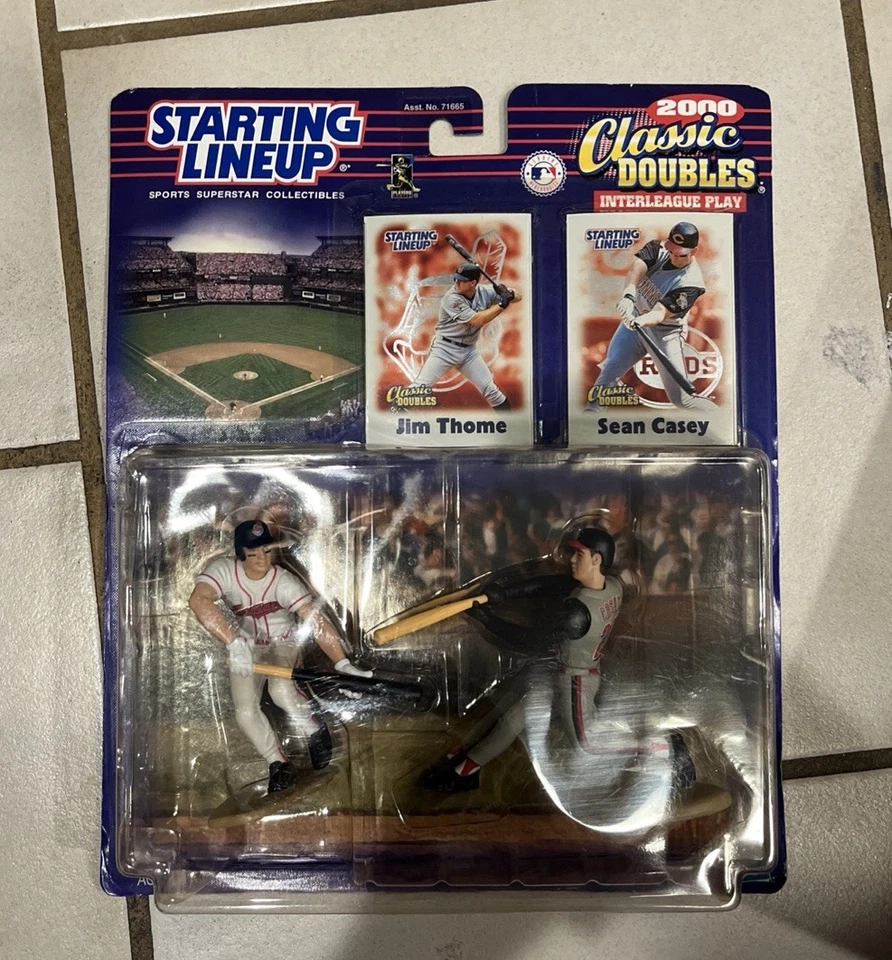 STARTING
LINEUP
SPORTS SUPERSTAR COLLECTIBLES
Asst. No. 71665
2000
Classic
DOUBLES
INTERLEAGUE PLAY
STARTING
LINEUP
Classic
DOUBLES
Jim Thome
STARTING
LINEUP
REDS
Classic
DOUBLES
Sean Casey